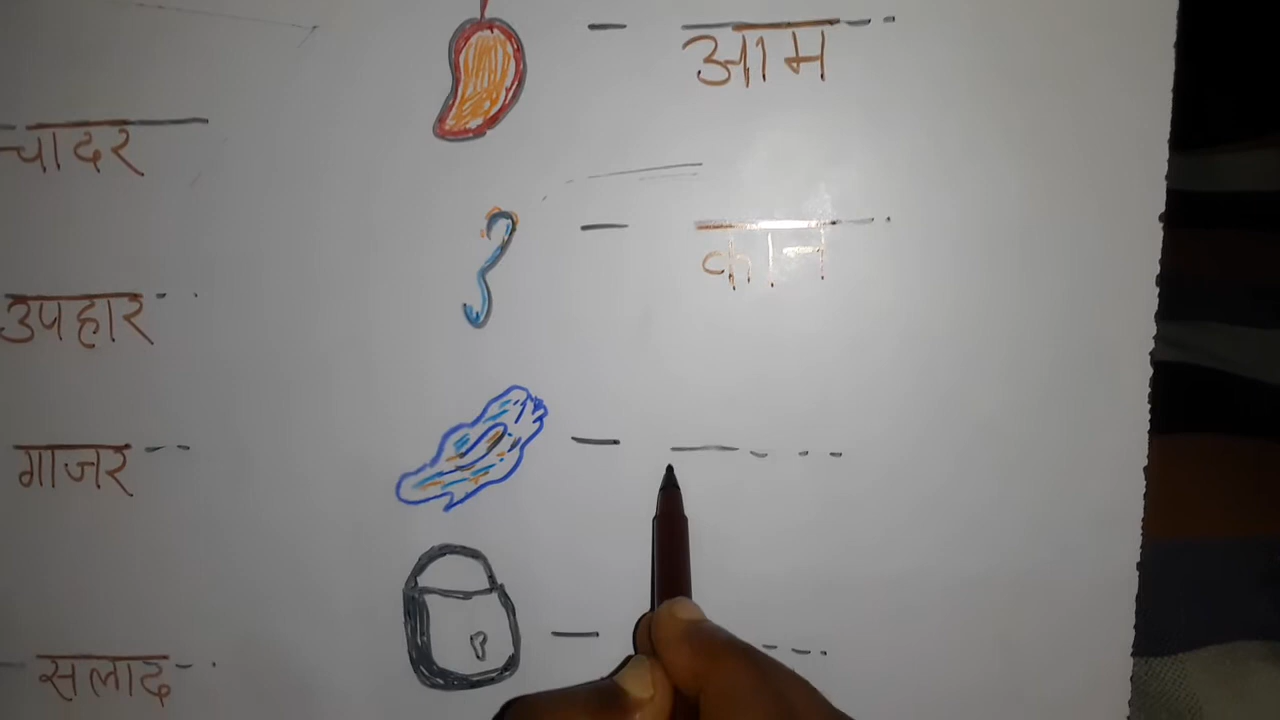 आम
चादर
कान
उपहार
गाजर
सलाद